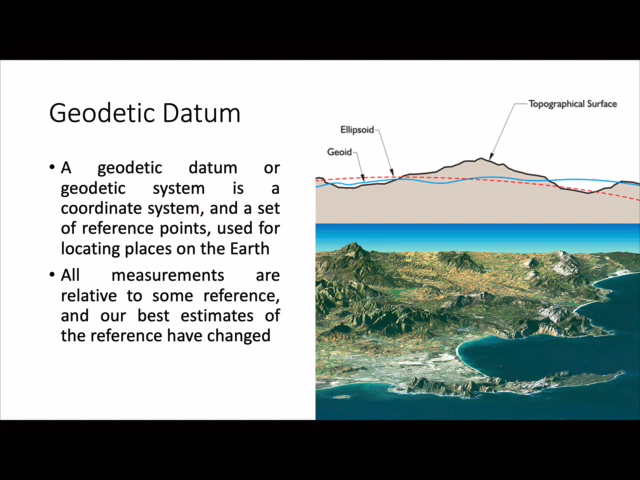 Geodetic Datum
• A geodetic datum or
geodetic system is a
coordinate system, and a set
of reference points, used for
locating places on the Earth
• All measurements are
relative to some reference,
and our best estimates of
the reference have changed
Topographical Surface
Ellipsoid
Geoid